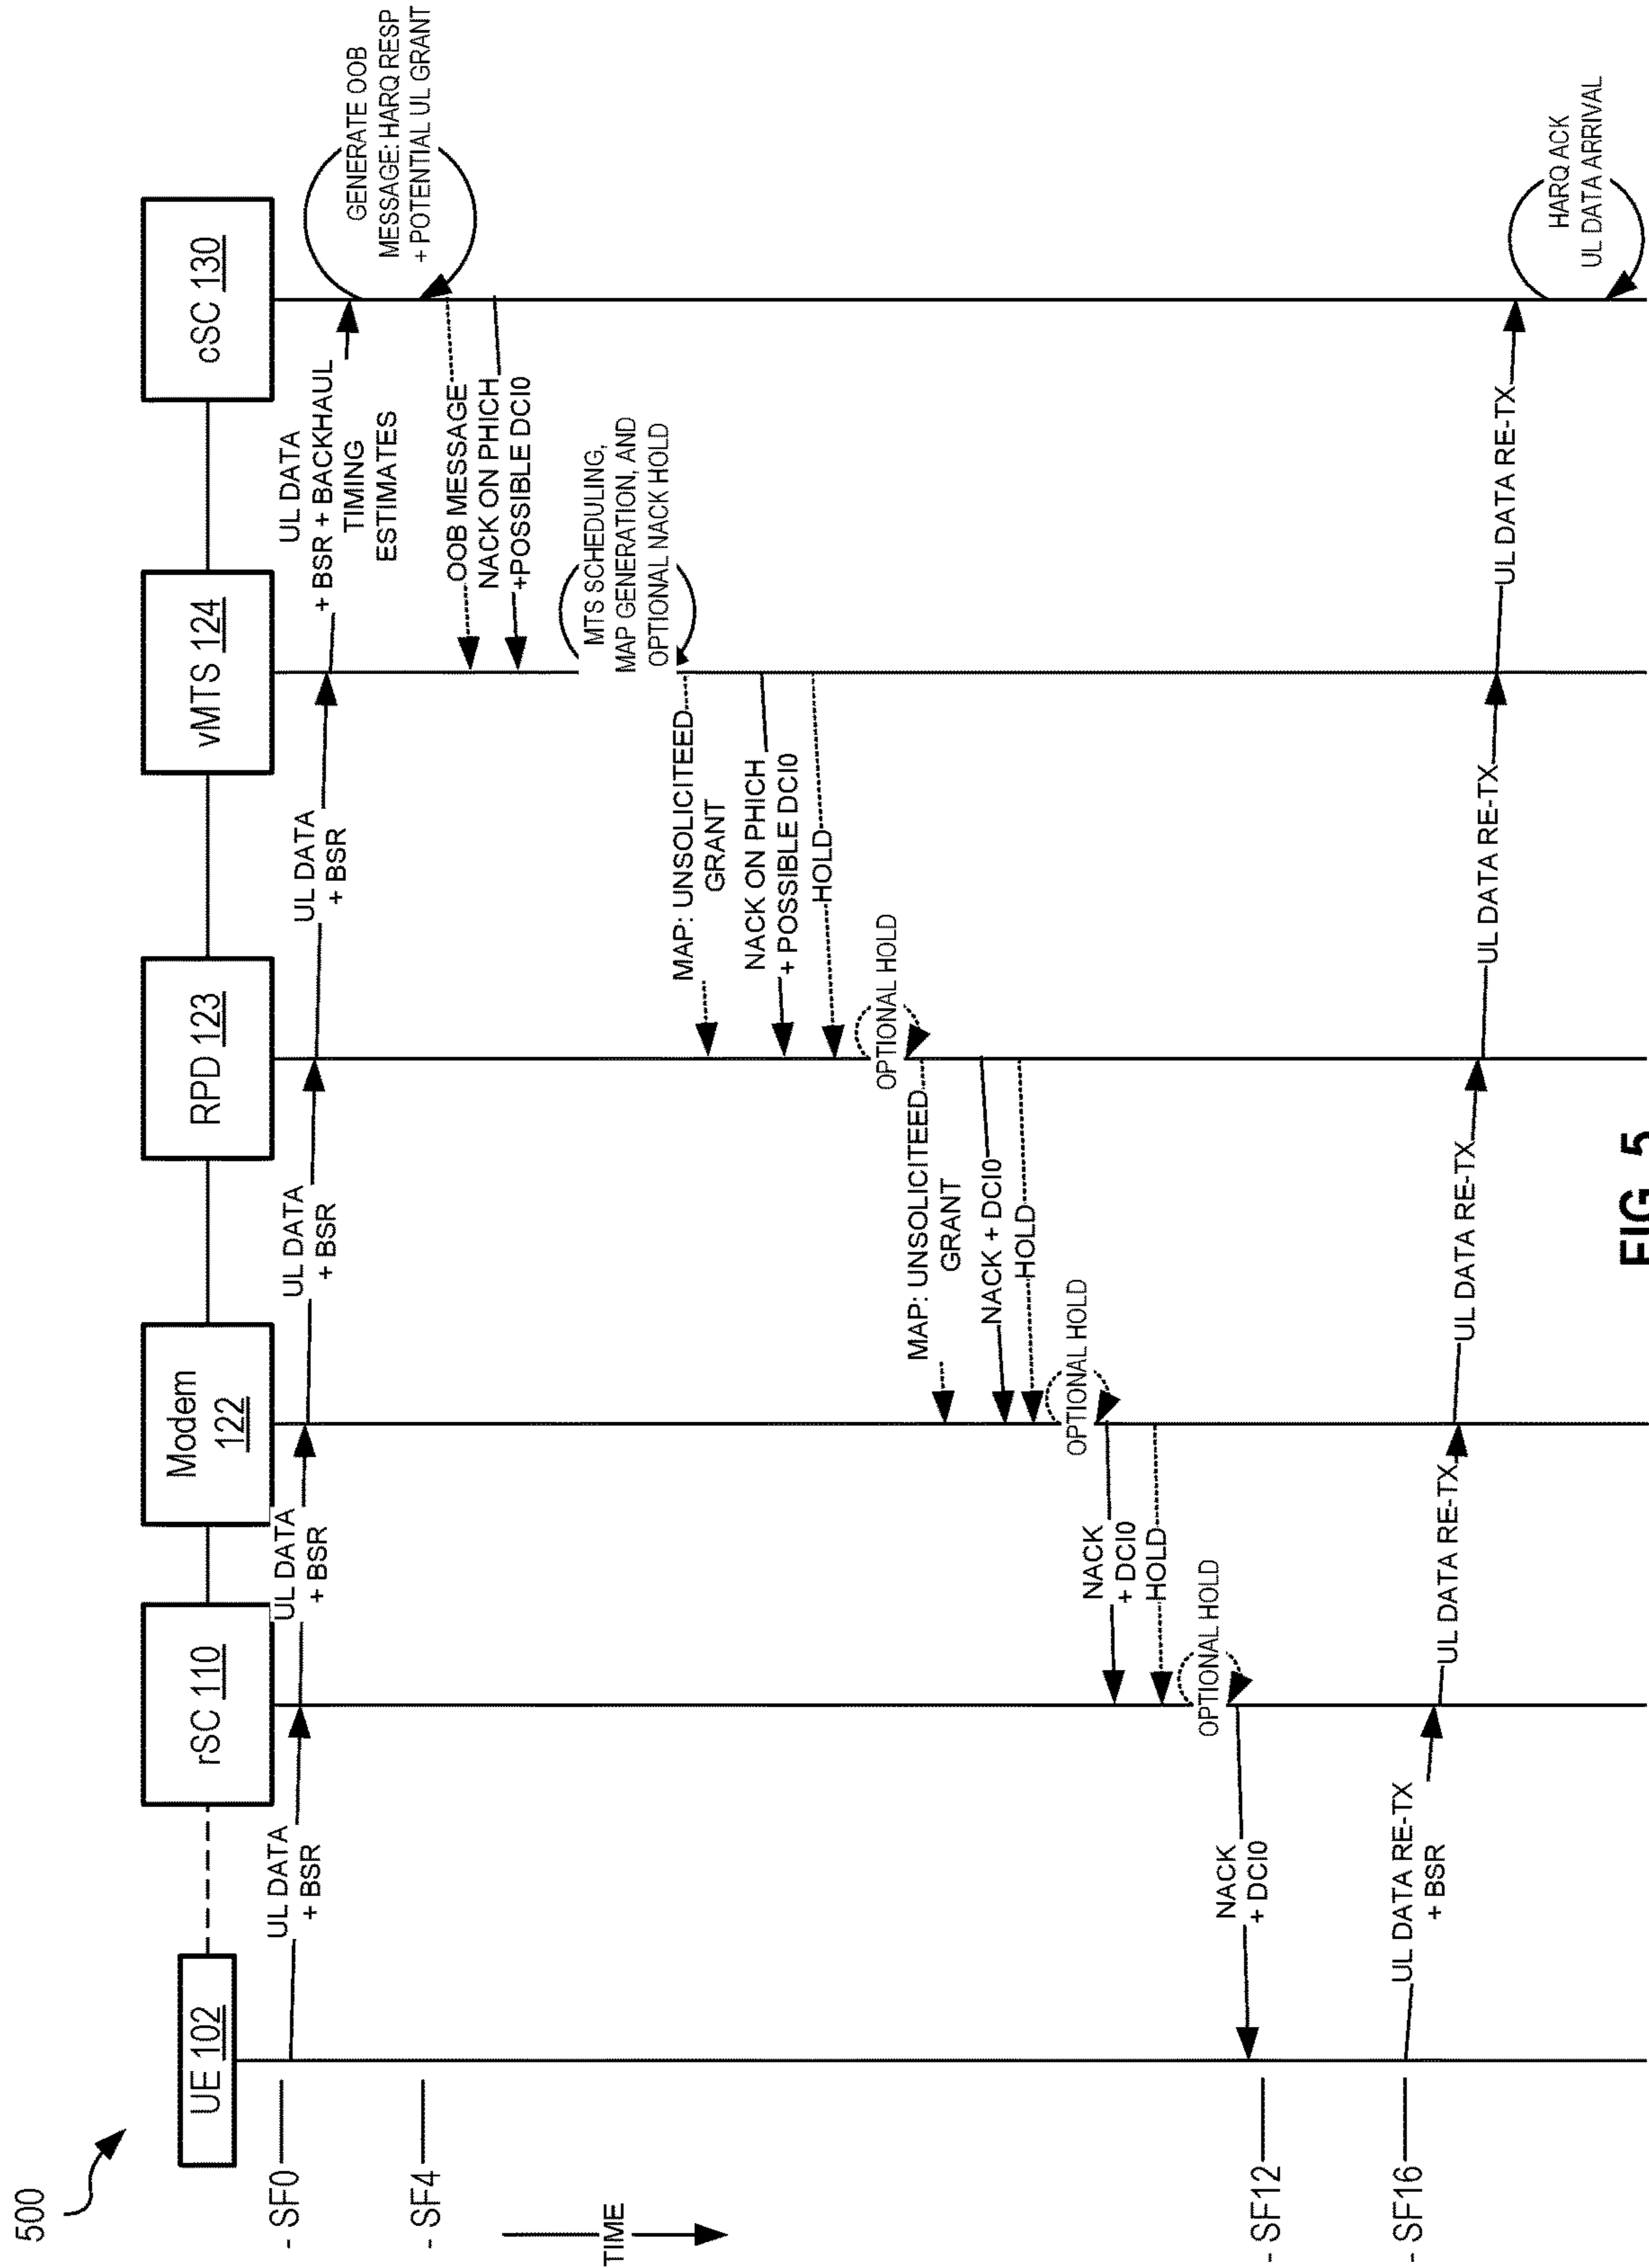 500
UE 102
rSC 110
Modem
122
RPD 123
vMTS 124
cSC 130
- SF0
- SF4
TIME
- SF12
- SF16
UL DATA
+ BSR
UL DATA
+ BSR
UL DATA
+ BSR
UL DATA
+ BSR
UL DATA
+ BSR + BACKHAUL
TIMING
ESTIMATES
GENERATE OOB
MESSAGE: HARQ RESP
+ POTENTIAL UL GRANT
OOB MESSAGE
NACK ON PHICH
+POSSIBLE DCI0
MTS SCHEDULING,
MAP GENERATION, AND
OPTIONAL NACK HOLD
MAP: UNSOLICITEED
GRANT
NACK ON PHICH
+ POSSIBLE DCI0
HOLD
OPTIONAL HOLD
MAP: UNSOLICITEED
GRANT
NACK + DCI0
HOLD
OPTIONAL HOLD
NACK
+ DCI0
HOLD
OPTIONAL HOLD
NACK
+ DCI0
UL DATA RE-TX
+ BSR
UL DATA RE-TX
UL DATA RE-TX
UL DATA RE-TX
UL DATA RE-TX
HARQ ACK
UL DATA ARRIVAL
FIG. 5